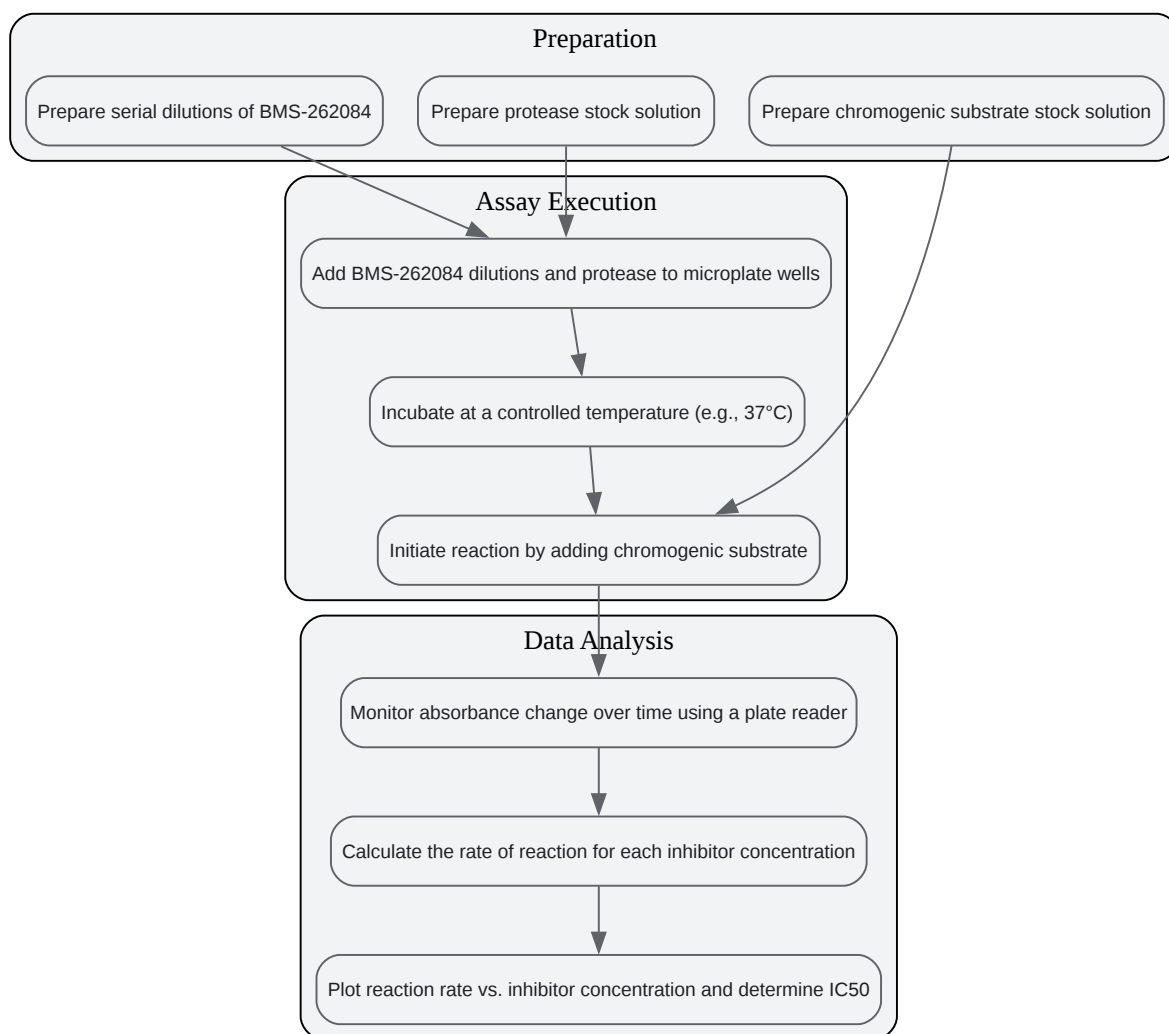 Preparation
Prepare serial dilutions of BMS-262084
Prepare protease stock solution
Prepare chromogenic substrate stock solution
Assay Execution
Add BMS-262084 dilutions and protease to microplate wells
Incubate at a controlled temperature (e.g., 37°C)
Initiate reaction by adding chromogenic substrate
Data Analysis
Monitor absorbance change over time using a plate reader
Calculate the rate of reaction for each inhibitor concentration
Plot reaction rate vs. inhibitor concentration and determine IC50